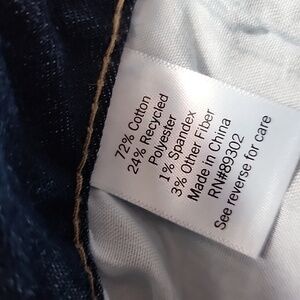 72% Cotton
24% Recycled
Polyester
1% Spandex
3% Other Fiber
Made in China
RN#89302
See reverse for care